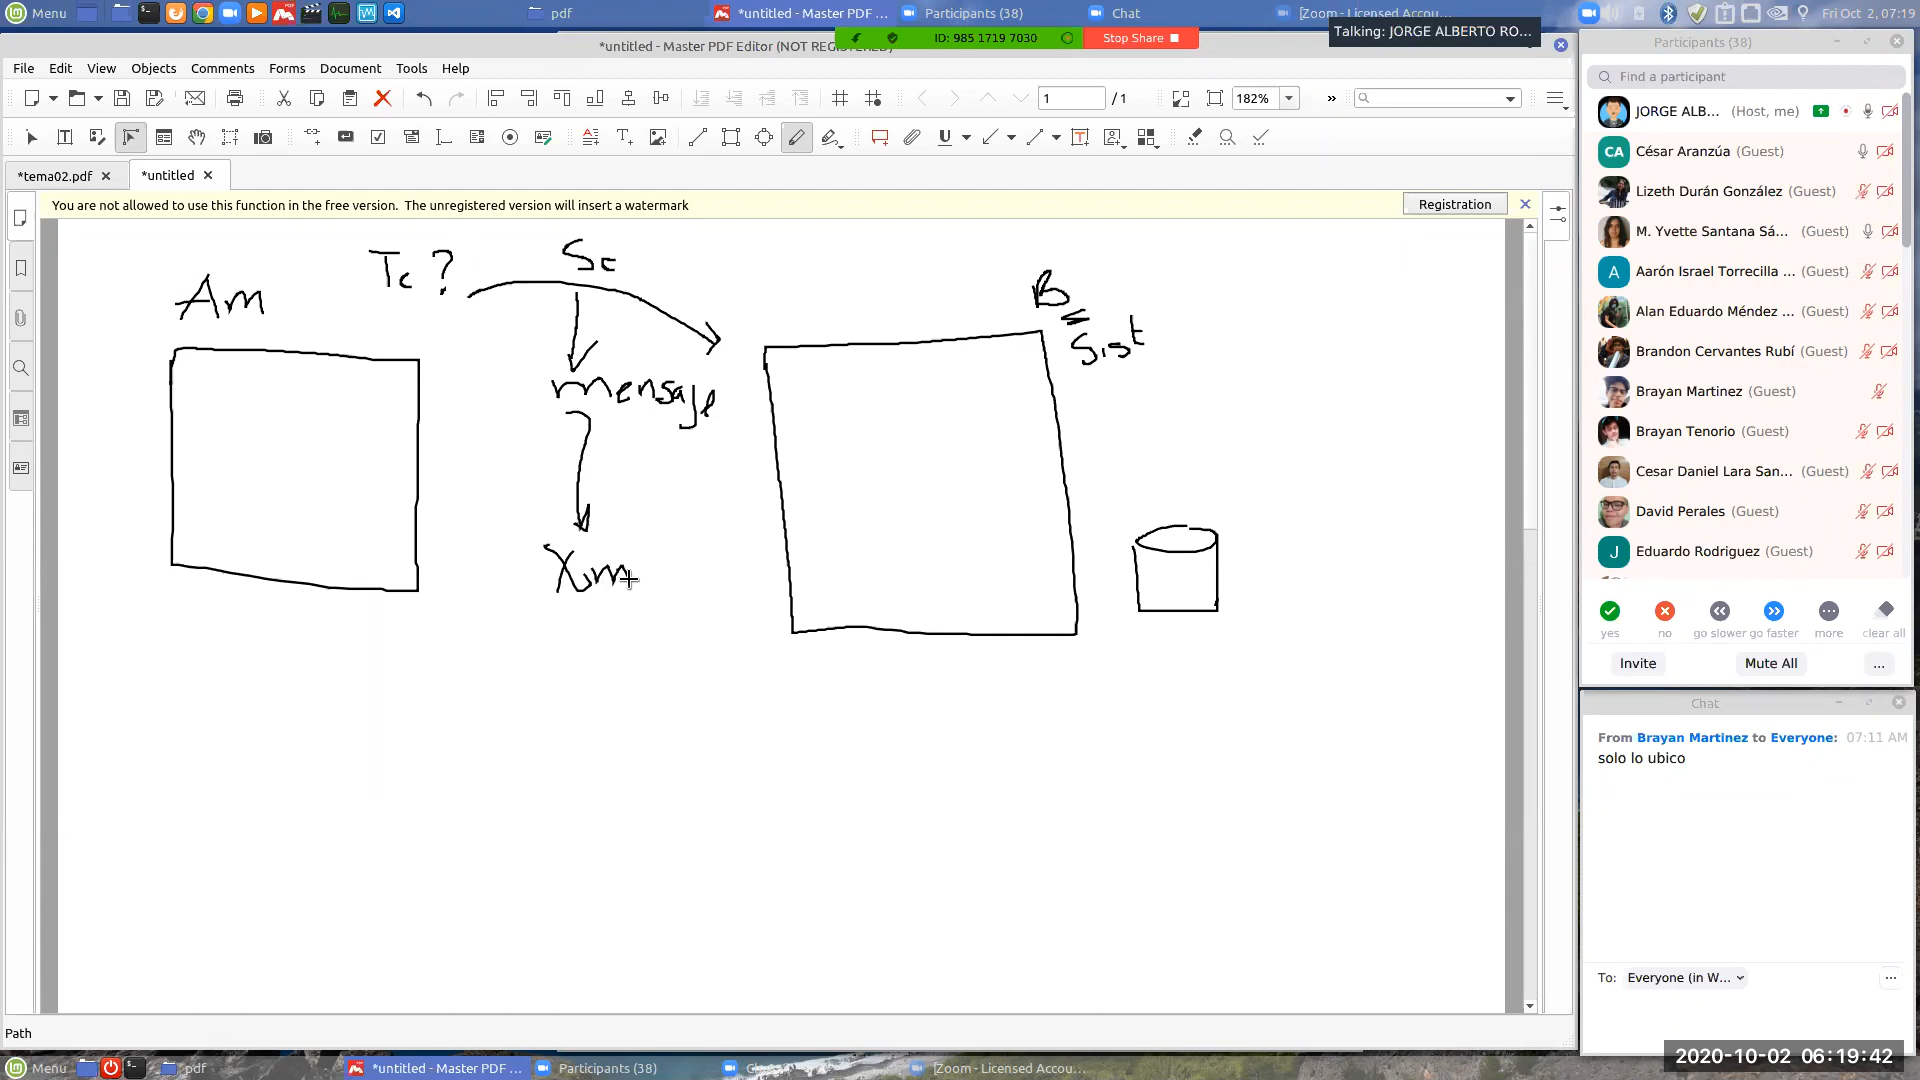 Menu
pdf
*untitled - Master PDF ...
Participants (38)
Chat
[Zoom - Licensed Accou...
Fri Oct 2, 07:19
*untitled - Master PDF Editor (NOT REGISTERED)
ID: 985 1719 7030
Stop Share
Talking: JORGE ALBERTO RO...
File Edit View Objects Comments Forms Document Tools Help
1 / 1
182%
*tema02.pdf
*untitled
You are not allowed to use this function in the free version. The unregistered version will insert a watermark
Registration
Tc ?
Sc
Am
B
Sist
mensaje
Xm
Path
Participants (38)
Find a participant
JORGE ALB... (Host, me)
CA César Aranzúa (Guest)
Lizeth Durán González (Guest)
M. Yvette Santana Sá... (Guest)
A Aarón Israel Torrecilla ... (Guest)
Alan Eduardo Méndez ... (Guest)
Brandon Cervantes Rubí (Guest)
Brayan Martinez (Guest)
Brayan Tenorio (Guest)
Cesar Daniel Lara San... (Guest)
David Perales (Guest)
J Eduardo Rodriguez (Guest)
yes no go slower go faster more clear all
Invite Mute All ...
Chat
From Brayan Martinez to Everyone: 07:11 AM
solo lo ubico
To: Everyone (in W...
Menu
pdf
*untitled - Master PDF ...
Participants (38)
[Zoom - Licensed Accou...
2020-10-02 06:19:42